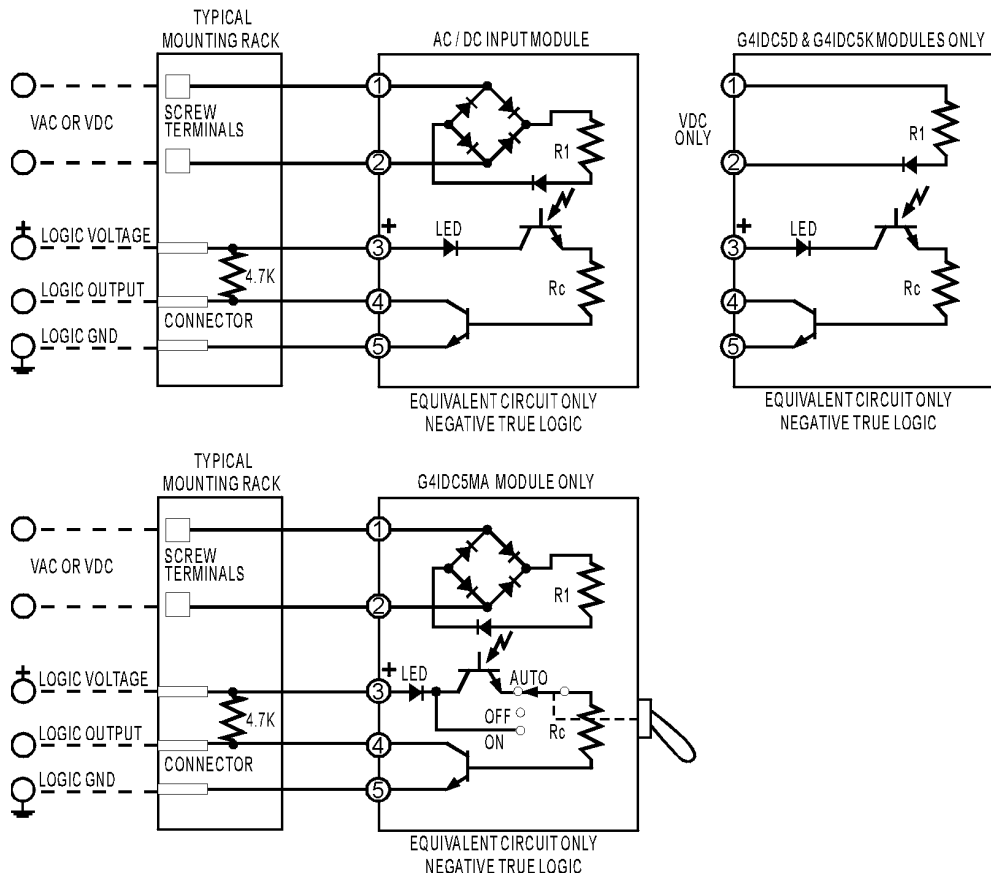 TYPICAL
MOUNTING RACK
AC / DC INPUT MODULE
G4IDC5D & G4IDC5K MODULES ONLY
SCREW
TERMINALS
VAC OR VDC
1
2
R1
VDC
ONLY
1
2
R1
+
LOGIC VOLTAGE
4.7K
+
3
LED
Rc
+
3
LED
Rc
LOGIC OUTPUT
4
4
CONNECTOR
LOGIC GND
5
5
EQUIVALENT CIRCUIT ONLY
NEGATIVE TRUE LOGIC
EQUIVALENT CIRCUIT ONLY
NEGATIVE TRUE LOGIC
TYPICAL
MOUNTING RACK
G4IDC5MA MODULE ONLY
SCREW
TERMINALS
VAC OR VDC
1
2
R1
+
LOGIC VOLTAGE
4.7K
+
3
LED
AUTO
OFF
ON
Rc
LOGIC OUTPUT
4
CONNECTOR
LOGIC GND
5
EQUIVALENT CIRCUIT ONLY
NEGATIVE TRUE LOGIC